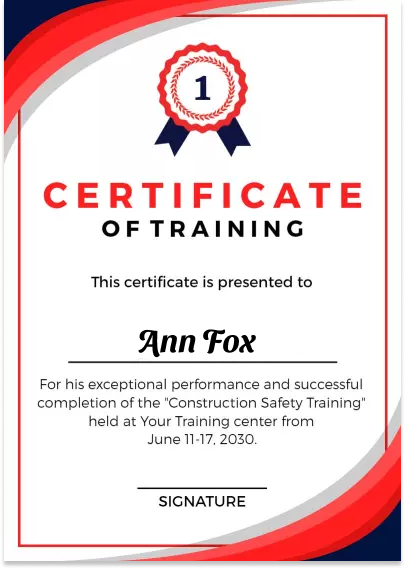 1
CERTIFICATE
OF TRAINING
This certificate is presented to
Ann Fox
For his exceptional performance and successful
completion of the "Construction Safety Training"
held at Your Training center from
June 11-17, 2030.
SIGNATURE